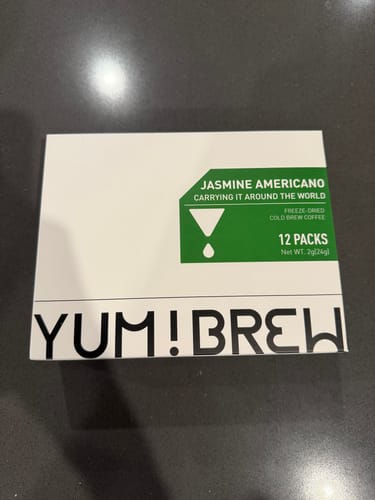 JASMINE AMERICANO
CARRYING IT AROUND THE WORLD
FREEZE-DRIED
COLD BREW COFFEE
12 PACKS
Net WT. 2g(24g)
YUM!BREW